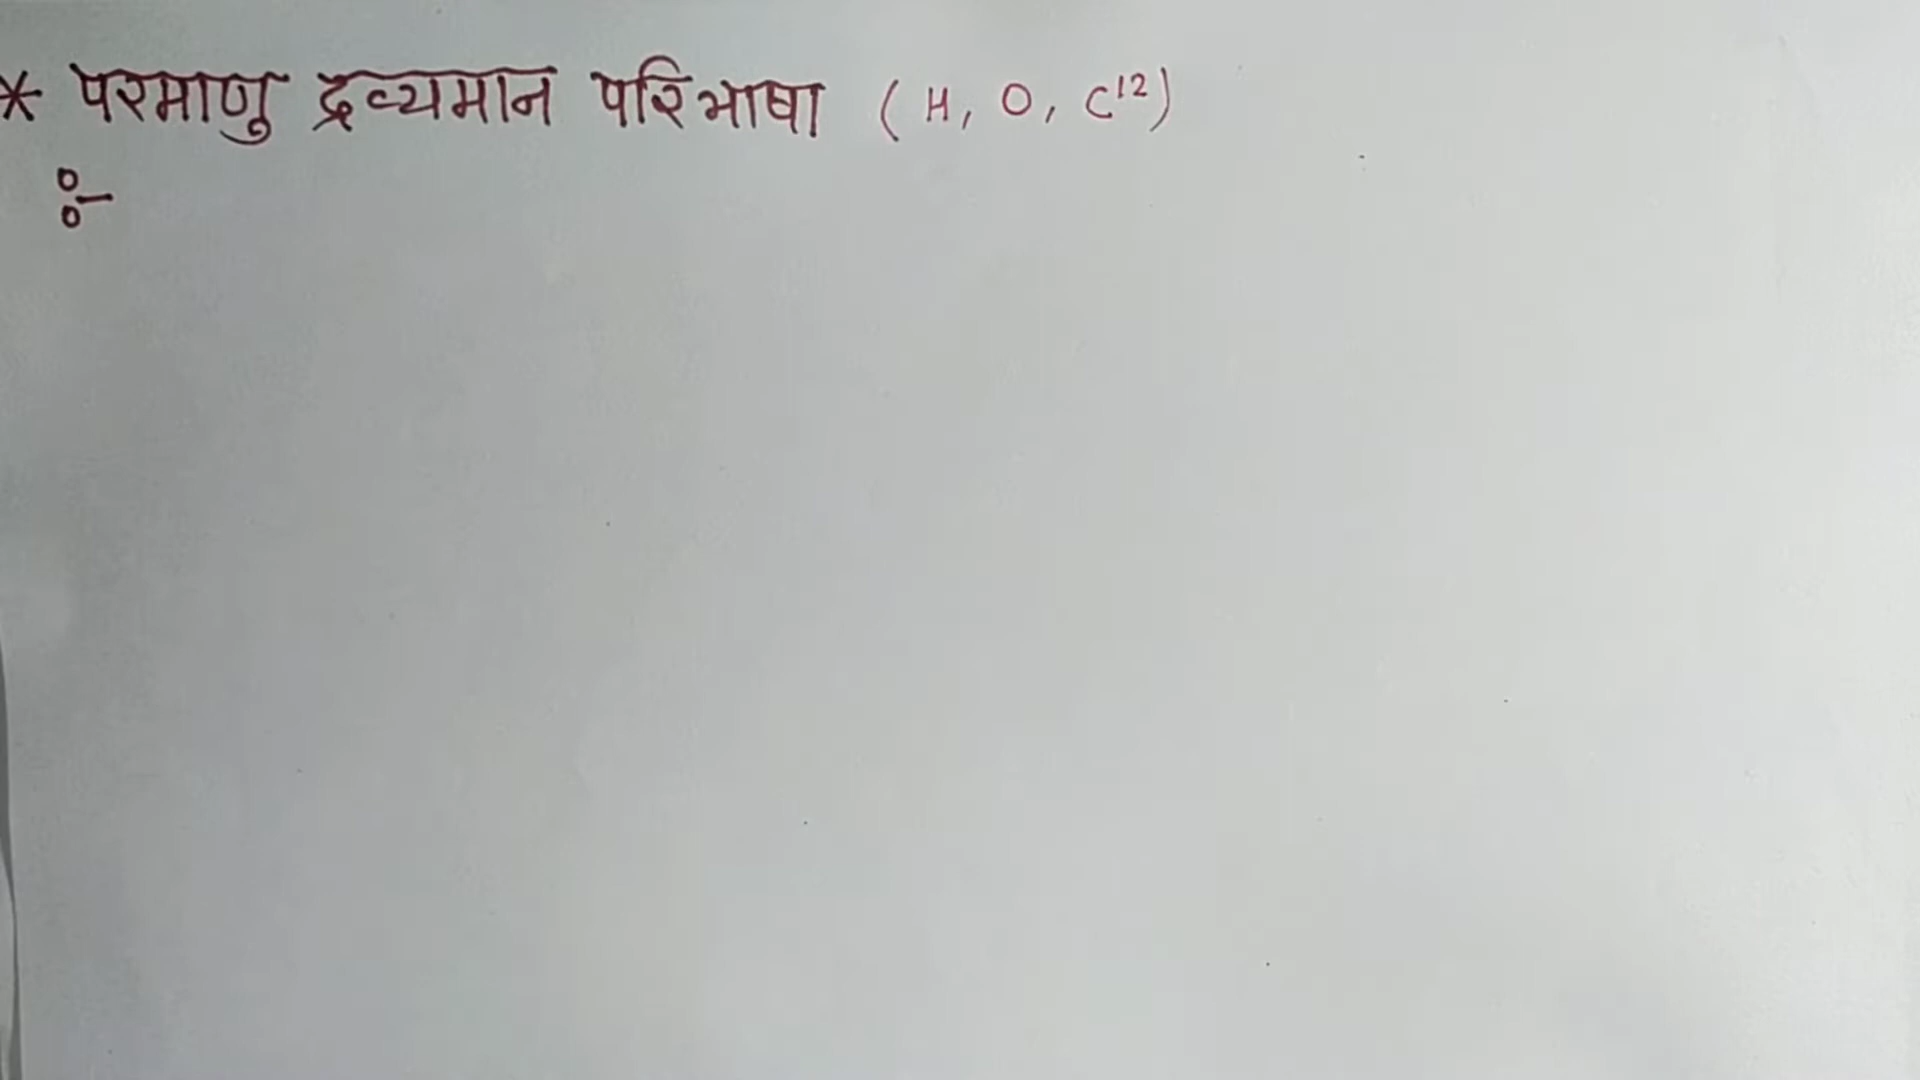 * परमाणु द्रव्यमान परिभाषा ( H, O, C¹²)
:-